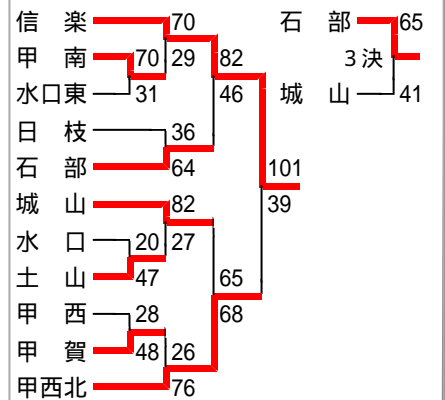 信楽 70 石部 65
甲南 70 29 82 3決
水口東 31 46 城山 41
日枝 36
石部 64 101
城山 82 39
水口 20 27
土山 47 65
甲西 28 68
甲賀 48 26
甲西北 76